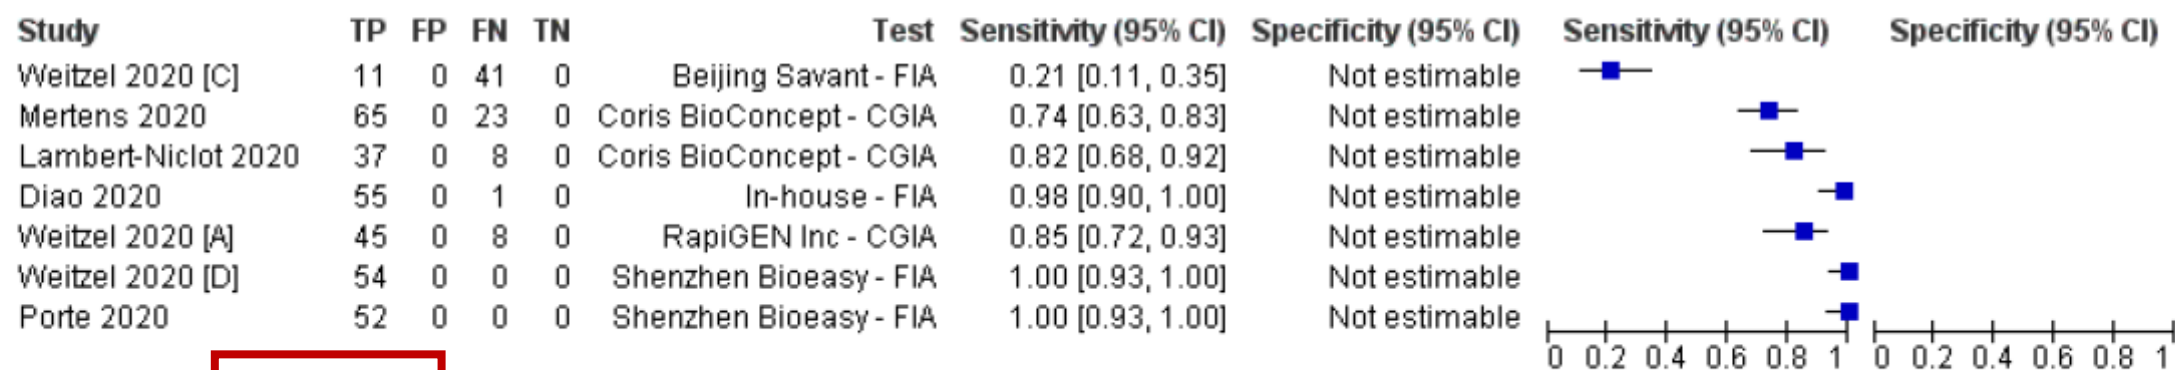 Study TP FP FN TN Test Sensitivity (95% CI) Specificity (95% CI) Sensitivity (95% CI) Specificity (95% CI)
Weitzel 2020 [C] 11 0 41 0 Beijing Savant - FIA 0.21 [0.11, 0.35] Not estimable
Mertens 2020 65 0 23 0 Coris BioConcept - CGIA 0.74 [0.63, 0.83] Not estimable
Lambert-Niclot 2020 37 0 8 0 Coris BioConcept - CGIA 0.82 [0.68, 0.92] Not estimable
Diao 2020 55 0 1 0 In-house - FIA 0.98 [0.90, 1.00] Not estimable
Weitzel 2020 [A] 45 0 8 0 RapiGEN Inc - CGIA 0.85 [0.72, 0.93] Not estimable
Weitzel 2020 [D] 54 0 0 0 Shenzhen Bioeasy - FIA 1.00 [0.93, 1.00] Not estimable
Porte 2020 52 0 0 0 Shenzhen Bioeasy - FIA 1.00 [0.93, 1.00] Not estimable
0 0.2 0.4 0.6 0.8 1 0 0.2 0.4 0.6 0.8 1